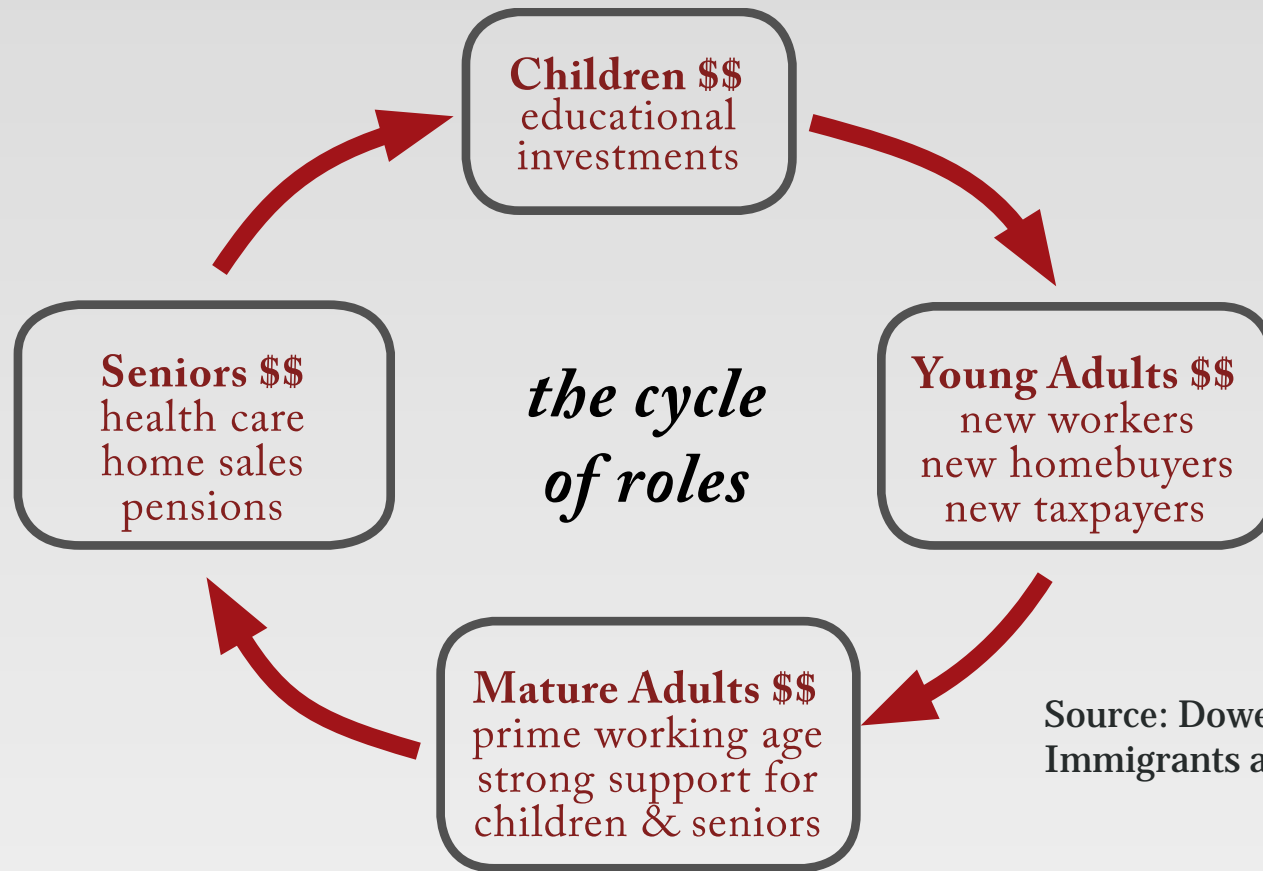 Children $$
educational
investments
Seniors $$
health care
home sales
pensions
the cycle
of roles
Young Adults $$
new workers
new homebuyers
new taxpayers
Mature Adults $$
prime working age
strong support for
children & seniors
Source: Dowe
Immigrants a